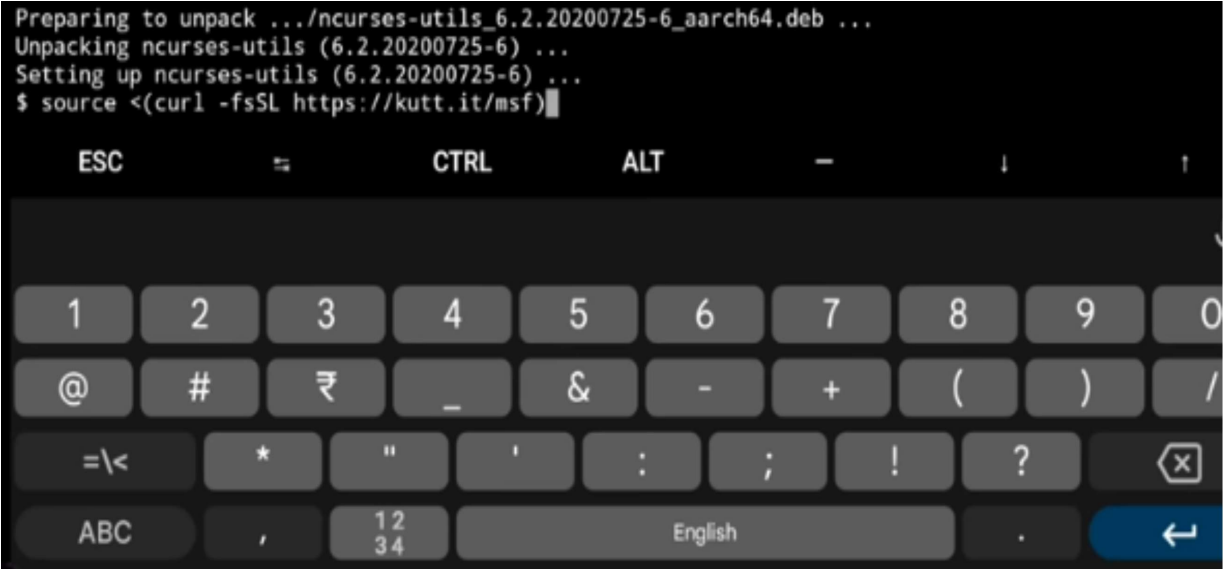 Preparing to unpack .../ncurses-utils_6.2.20200725-6_aarch64.deb ...
Unpacking ncurses-utils (6.2.20200725-6) ...
Setting up ncurses-utils (6.2.20200725-6) ...
$ source <(curl -fsSL https://kutt.it/msf)
ESC ↹ CTRL ALT — ↓ ↑
1 2 3 4 5 6 7 8 9 0
@ # ₹ _ & - + ( ) /
=\< * " ' : ; ! ?
ABC , 12 34 English .